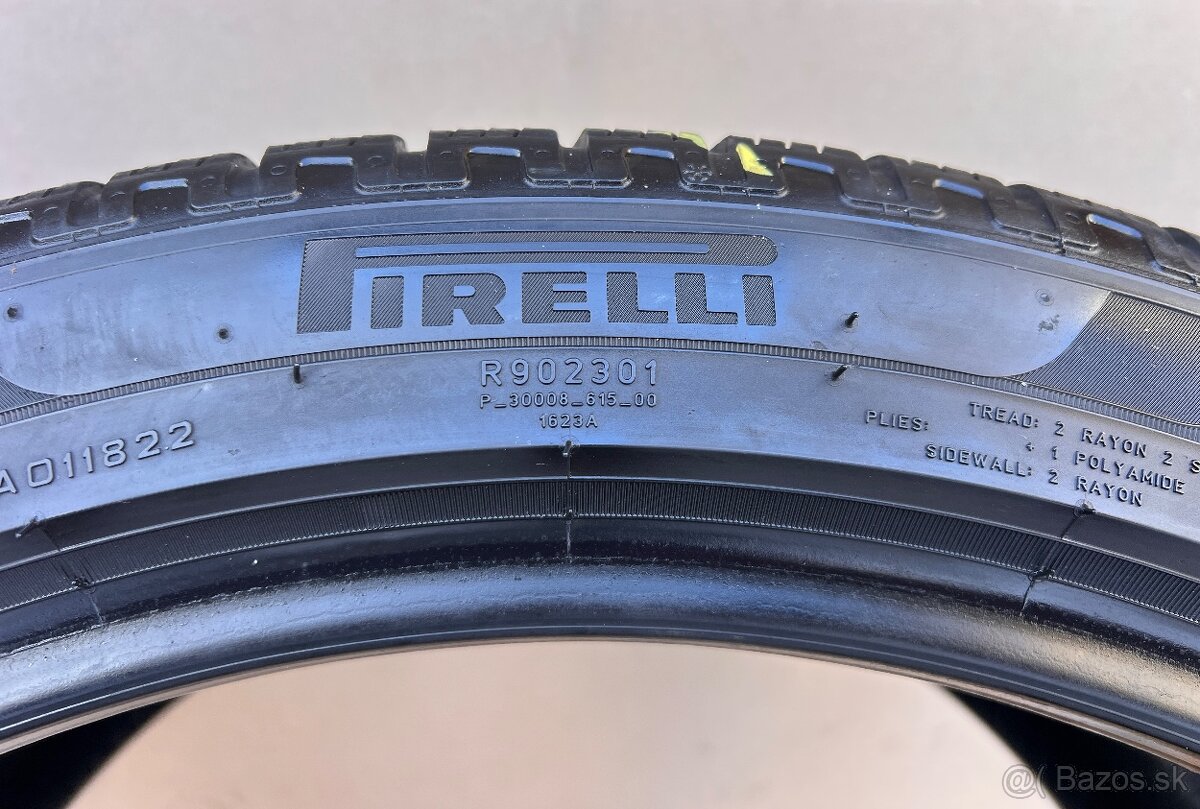 PIRELLI
R902301
P_30008_615_00
1623A
A011822
PLIES: TREAD: 2 RAYON 2 S
+ 1 POLYAMIDE
SIDEWALL: 2 RAYON
@( Bazos.sk